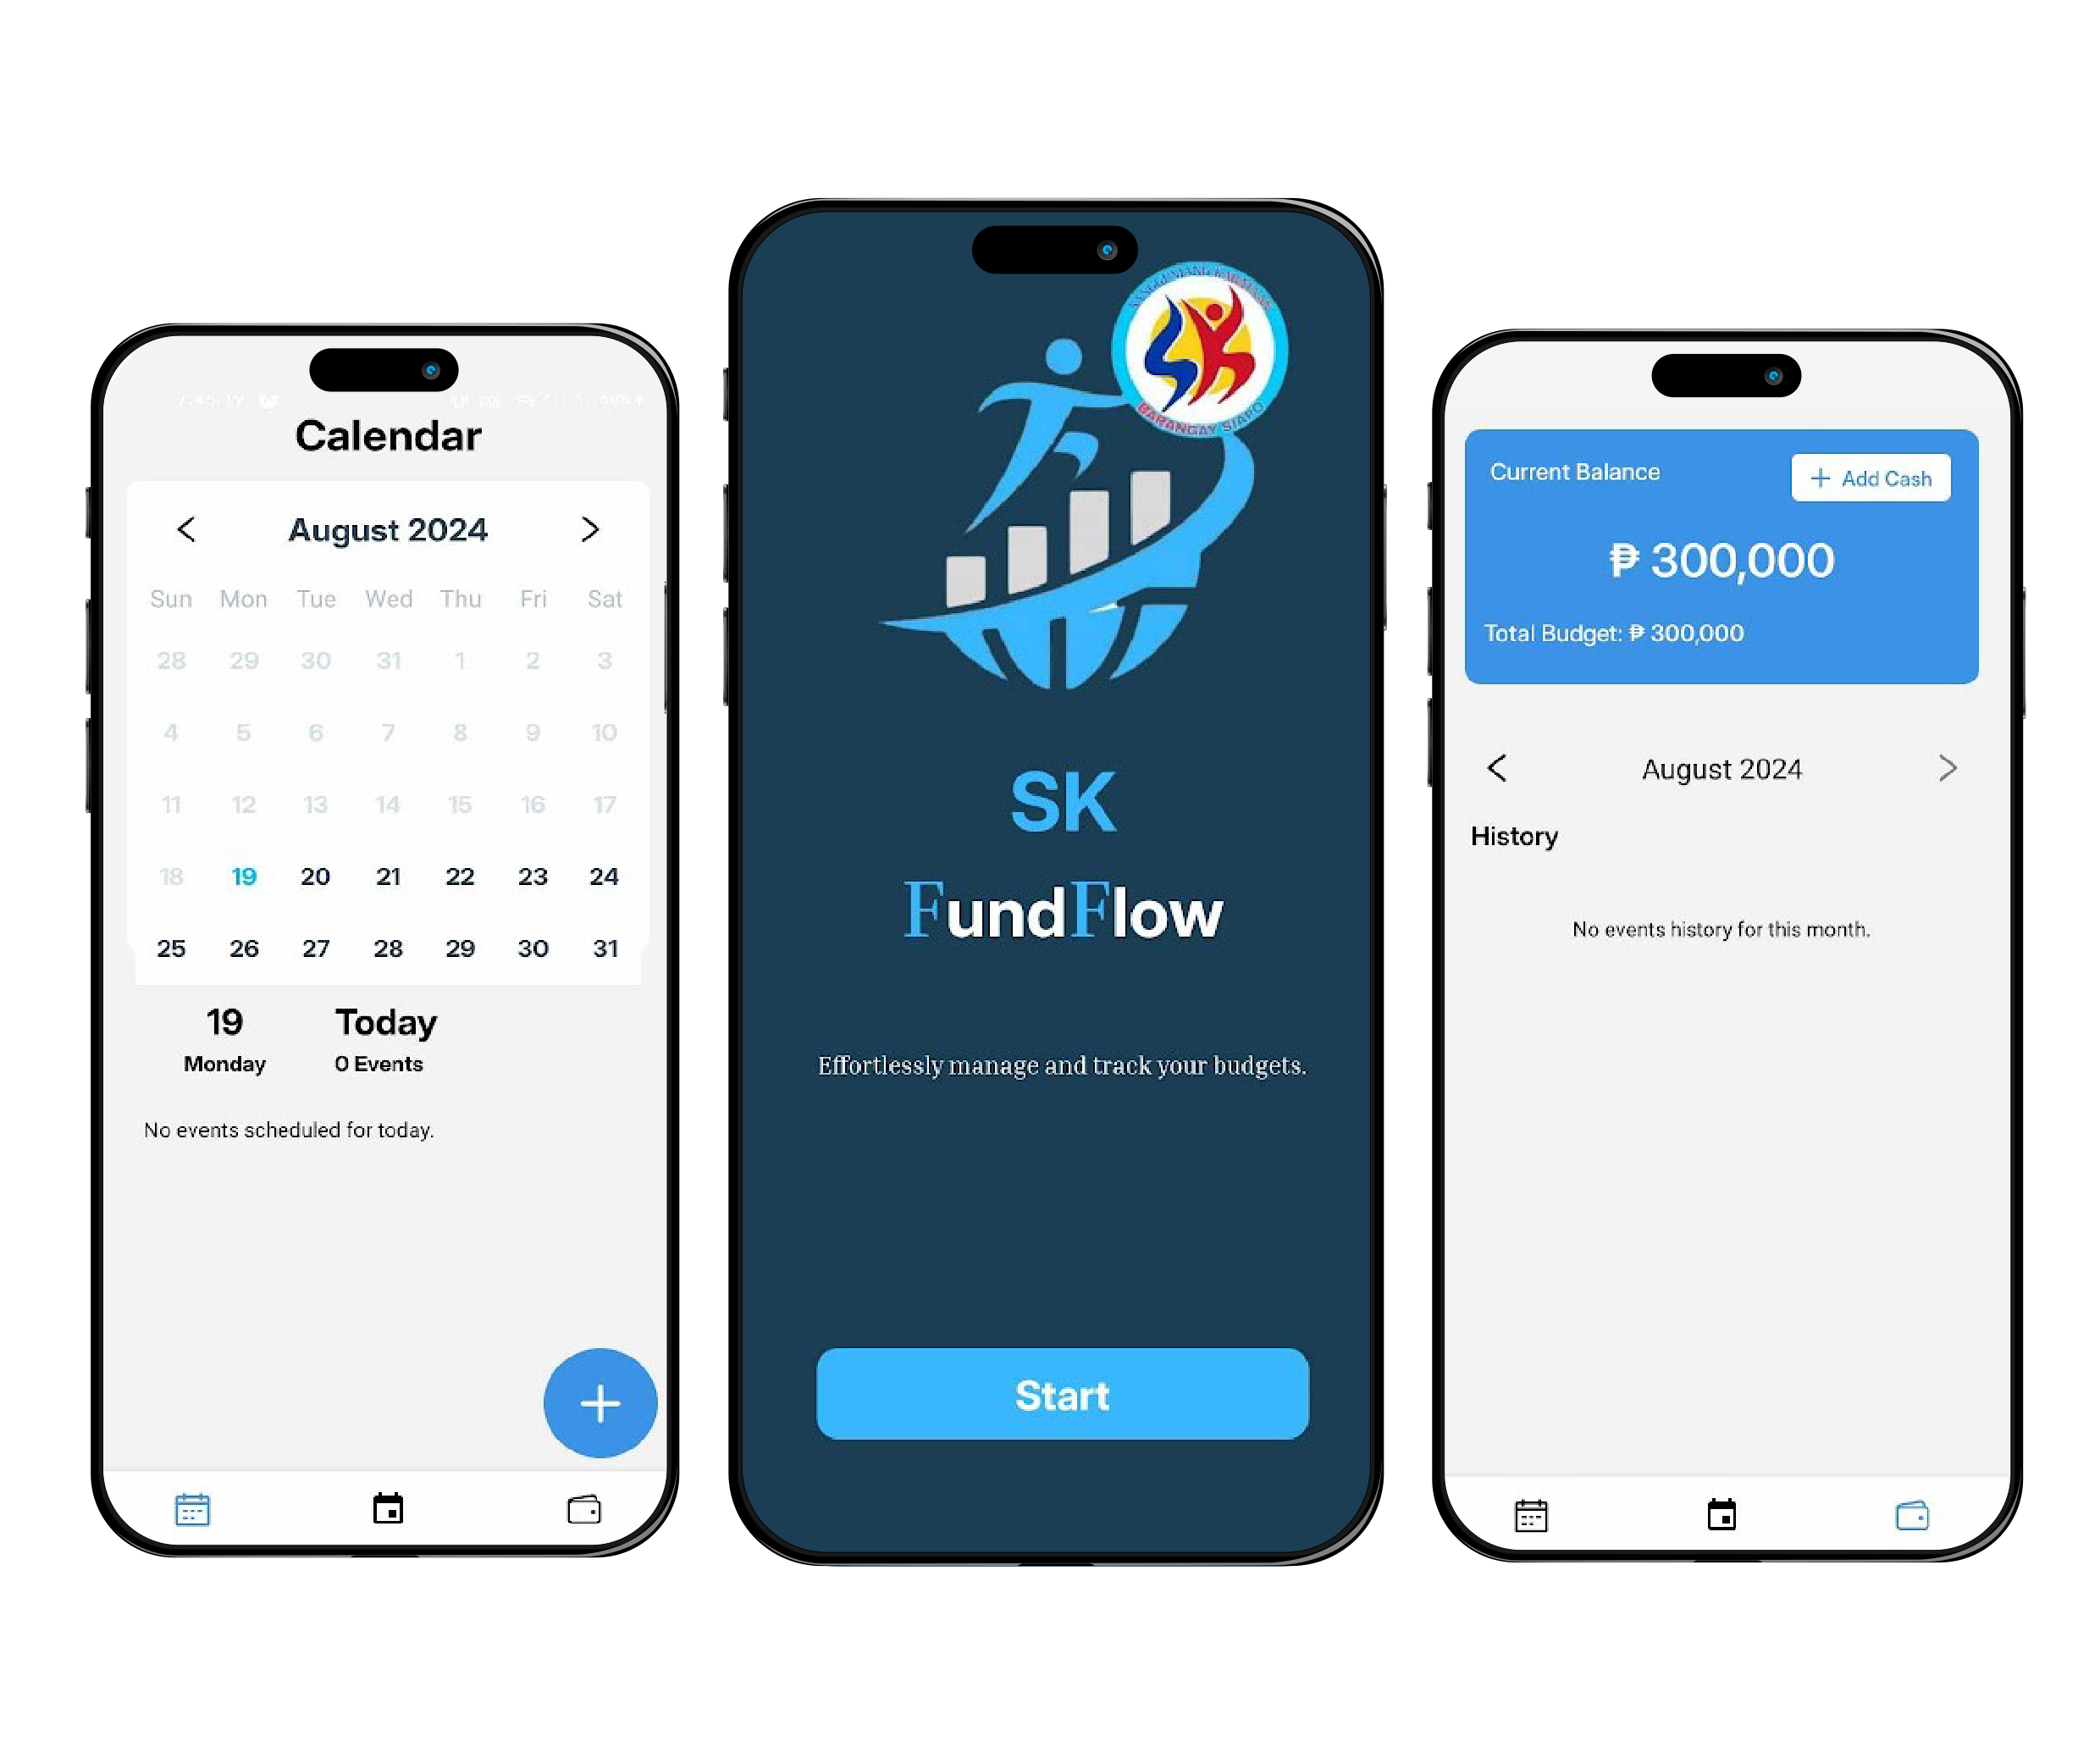 Calendar
August 2024
Sun Mon Tue Wed Thu Fri Sat
28 29 30 31 1 2 3
4 5 6 7 8 9 10
11 12 13 14 15 16 17
18 19 20 21 22 23 24
25 26 27 28 29 30 31
19 Today
Monday 0 Events
No events scheduled for today.
SANGGUNIANG KABATAAN
SK
BARANGAY SIAPO
SK
FundFlow
Effortlessly manage and track your budgets.
Start
Current Balance
+ Add Cash
₱ 300,000
Total Budget: ₱ 300,000
August 2024
History
No events history for this month.